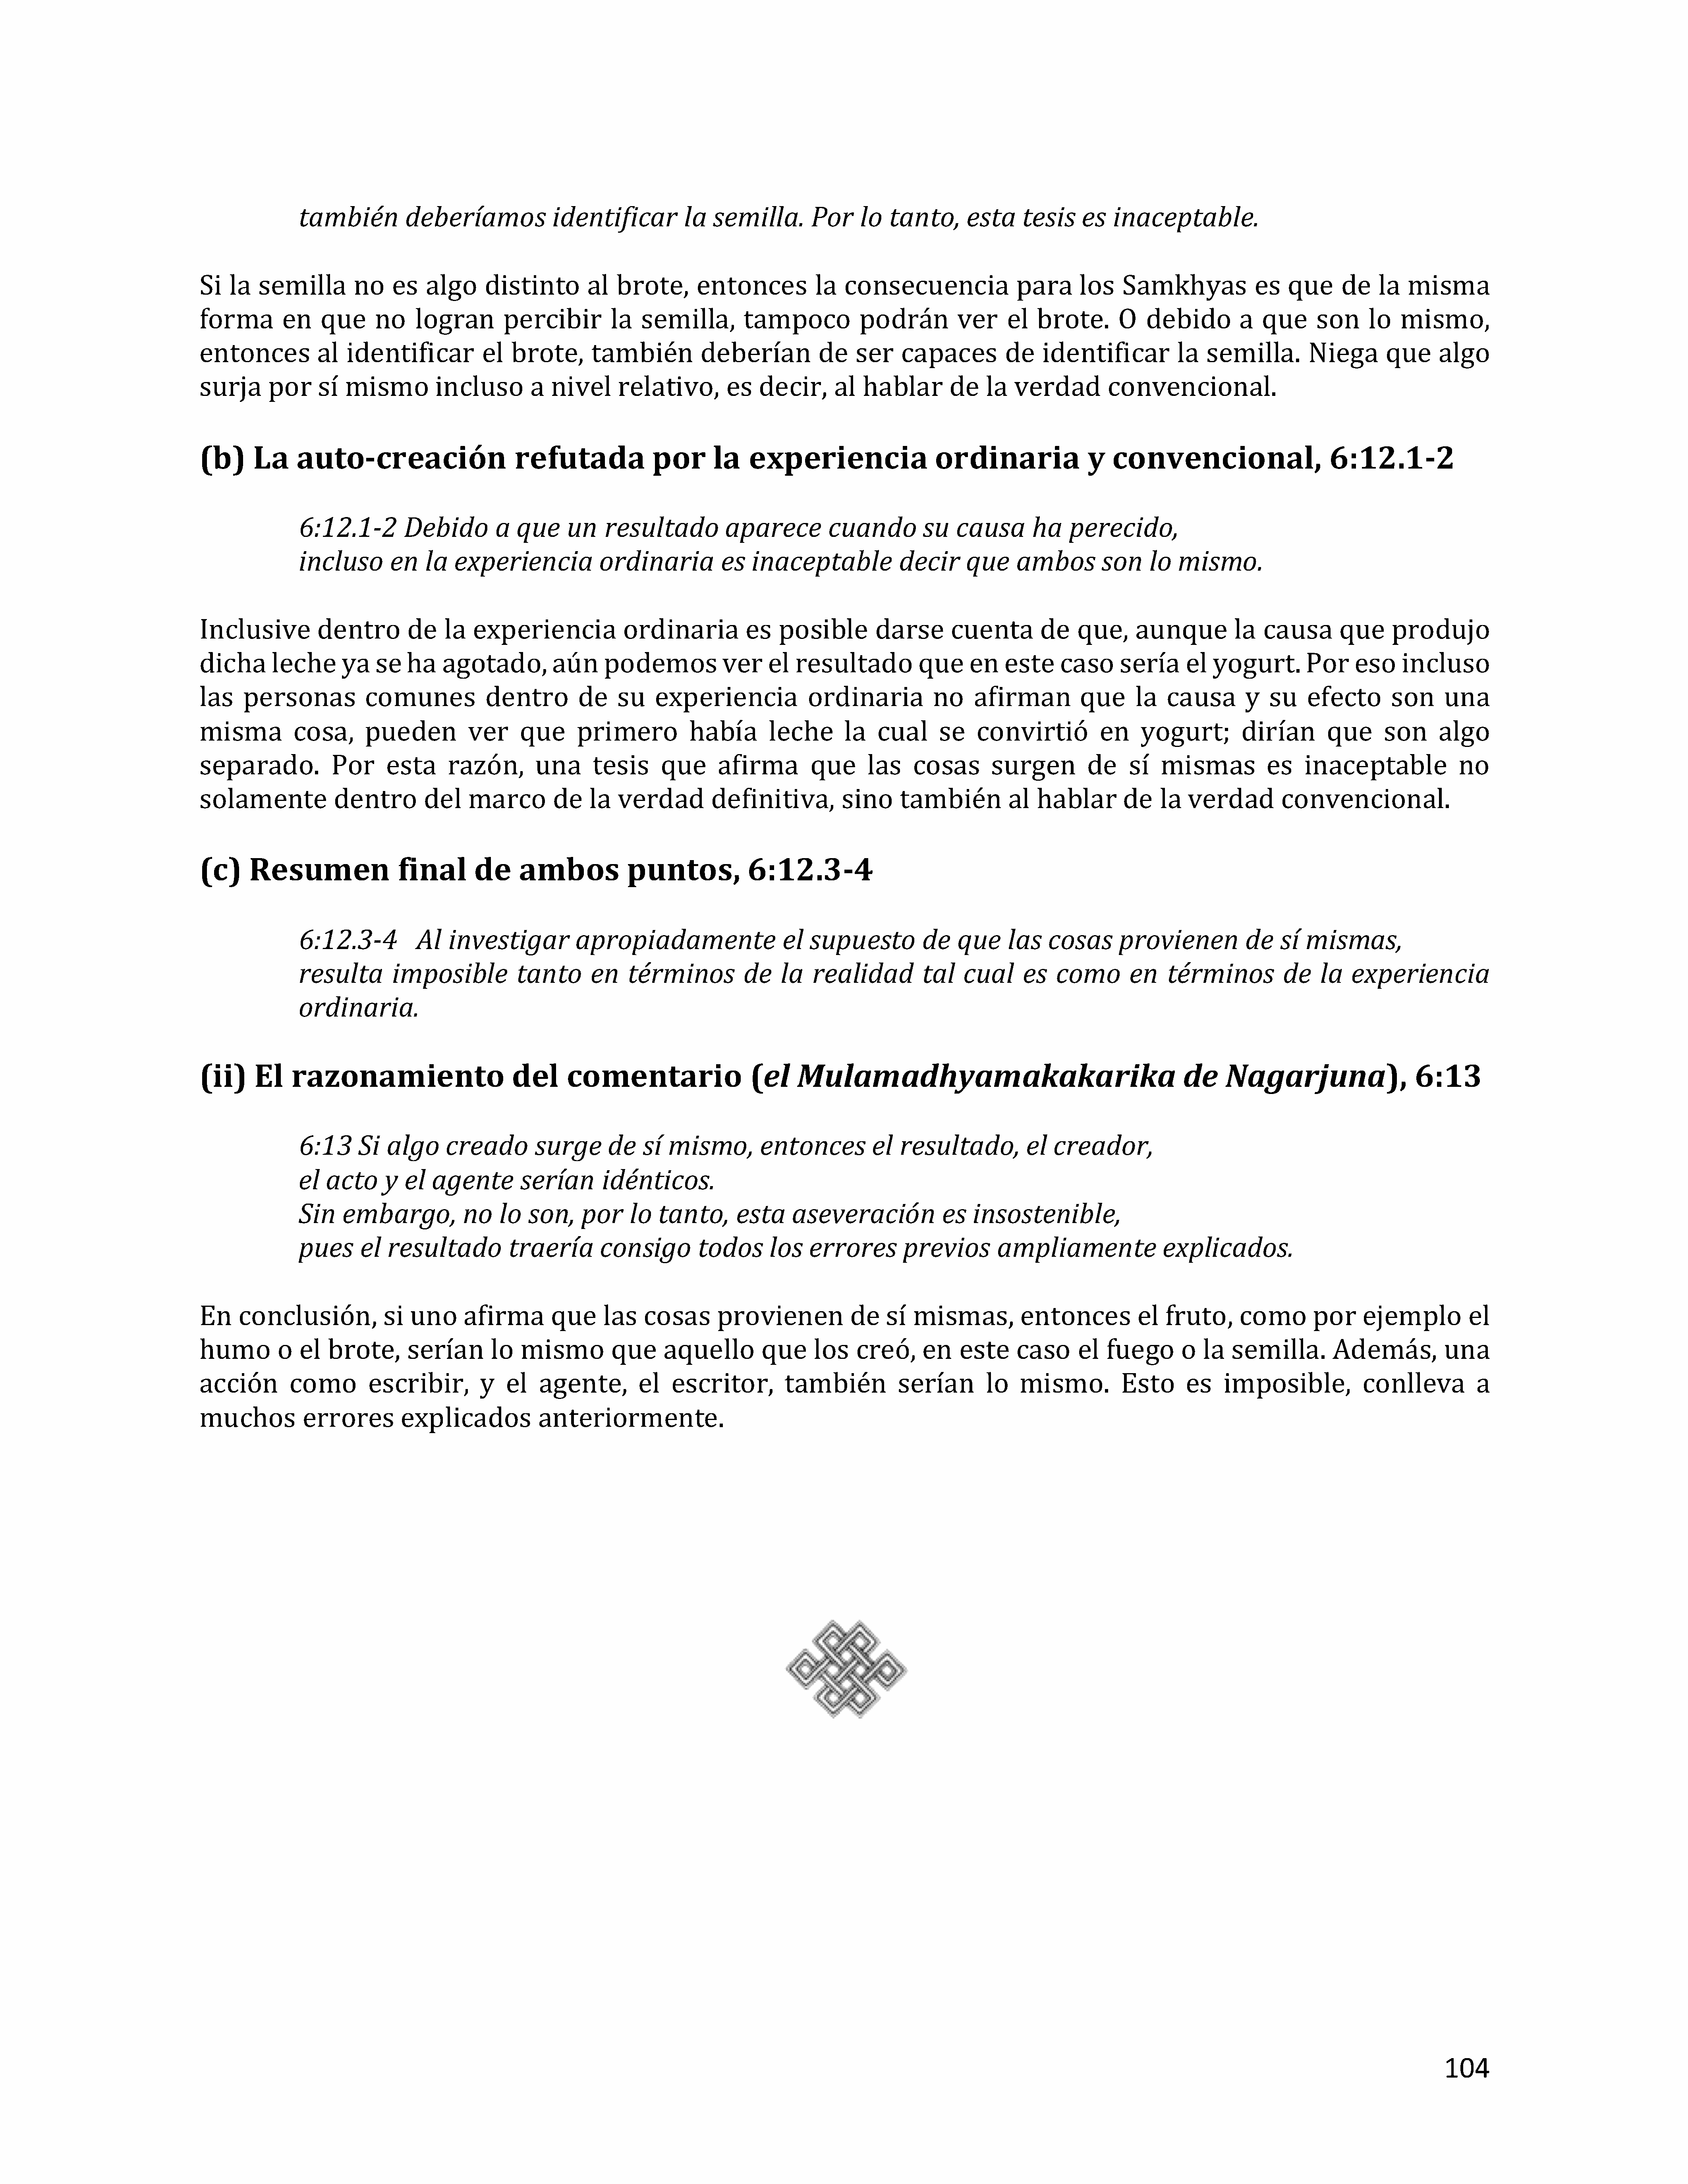 también deberíamos identificar la semilla. Por lo tanto, esta tesis es inaceptable.
Si la semilla no es algo distinto al brote, entonces la consecuencia para los Samkhyas es que de la misma
forma en que no logran percibir la semilla, tampoco podrán ver el brote. O debido a que son lo mismo,
entonces al identificar el brote, también deberían de ser capaces de identificar la semilla. Niega que algo
surja por sí mismo incluso a nivel relativo, es decir, al hablar de la verdad convencional.
(b) La auto-creación refutada por la experiencia ordinaria y convencional, 6:12.1-2
6:12.1-2 Debido a que un resultado aparece cuando su causa ha perecido,
incluso en la experiencia ordinaria es inaceptable decir que ambos son lo mismo.
Inclusive dentro de la experiencia ordinaria es posible darse cuenta de que, aunque la causa que produjo
dicha leche ya se ha agotado, aún podemos ver el resultado que en este caso sería el yogurt. Por eso incluso
las personas comunes dentro de su experiencia ordinaria no afirman que la causa y su efecto son una
misma cosa, pueden ver que primero había leche la cual se convirtió en yogurt; dirían que son algo
separado. Por esta razón, una tesis que afirma que las cosas surgen de sí mismas es inaceptable no
solamente dentro del marco de la verdad definitiva, sino también al hablar de la verdad convencional.
(c) Resumen final de ambos puntos, 6:12.3-4
6:12.3-4 Al investigar apropiadamente el supuesto de que las cosas provienen de sí mismas,
resulta imposible tanto en términos de la realidad tal cual es como en términos de la experiencia
ordinaria.
(ii) El razonamiento del comentario (el Mulamadhyamakakarika de Nagarjuna), 6:13
6:13 Si algo creado surge de sí mismo, entonces el resultado, el creador,
el acto y el agente serían idénticos.
Sin embargo, no lo son, por lo tanto, esta aseveración es insostenible,
pues el resultado traería consigo todos los errores previos ampliamente explicados.
En conclusión, si uno afirma que las cosas provienen de sí mismas, entonces el fruto, como por ejemplo el
humo o el brote, serían lo mismo que aquello que los creó, en este caso el fuego o la semilla. Además, una
acción como escribir, y el agente, el escritor, también serían lo mismo. Esto es imposible, conlleva a
muchos errores explicados anteriormente.
104